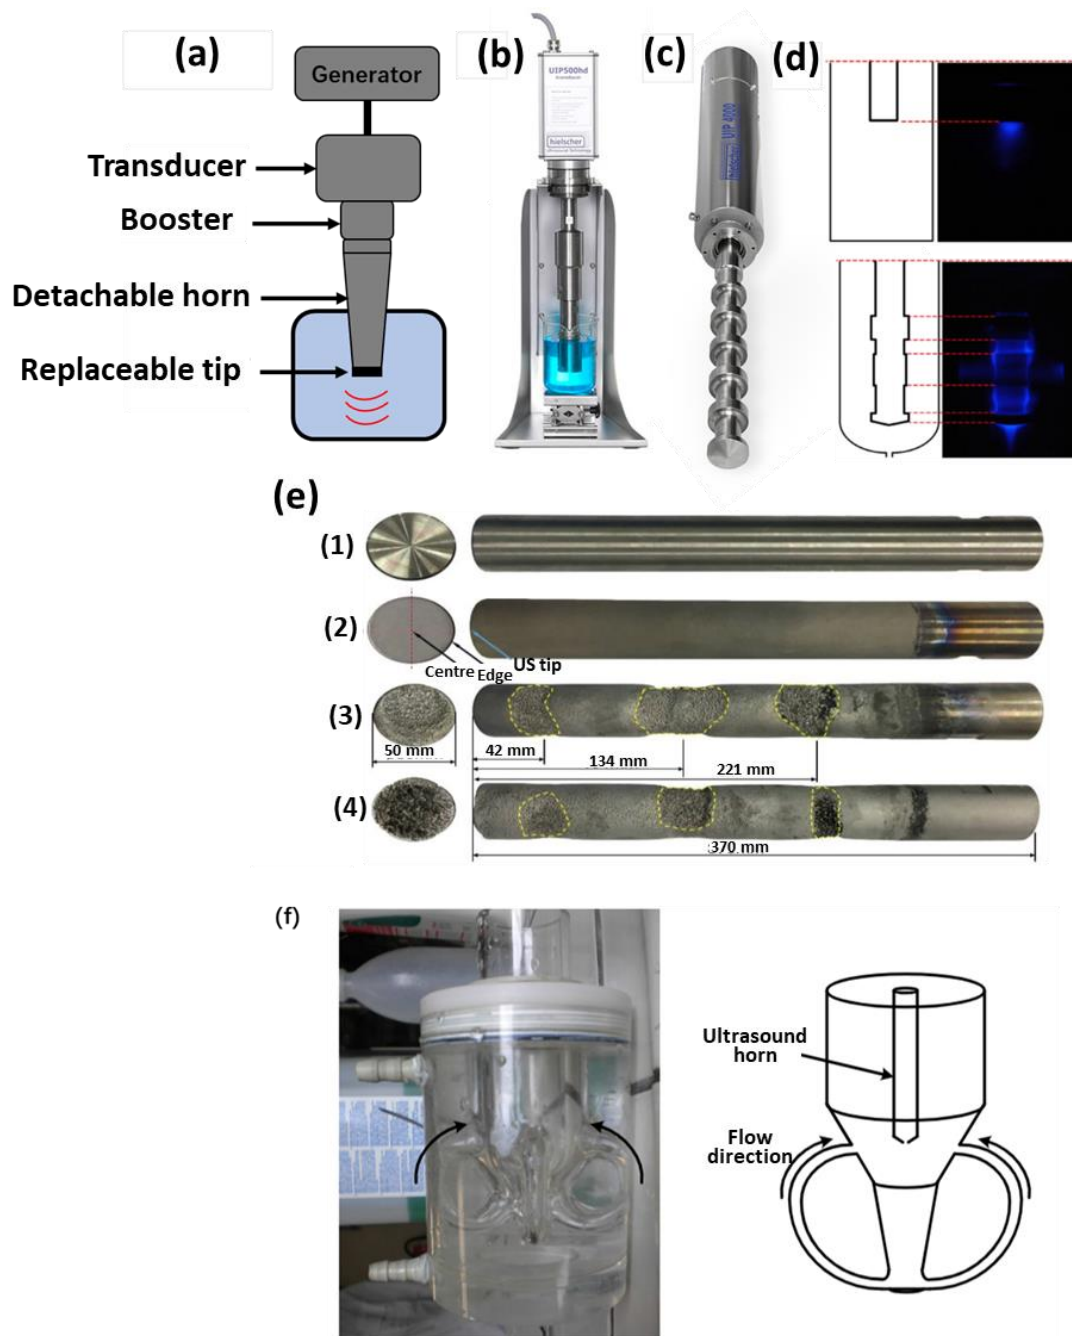 (a)
Generator
Transducer
Booster
Detachable horn
Replaceable tip
(b)
UIP500hd
hielscher
(c)
UIP 4000
hielscher
(d)
(e)
(1)
(2)
Centre
Edge
US tip
(3)
50 mm
42 mm
134 mm
221 mm
(4)
370 mm
(f)
Ultrasound
horn
Flow
direction